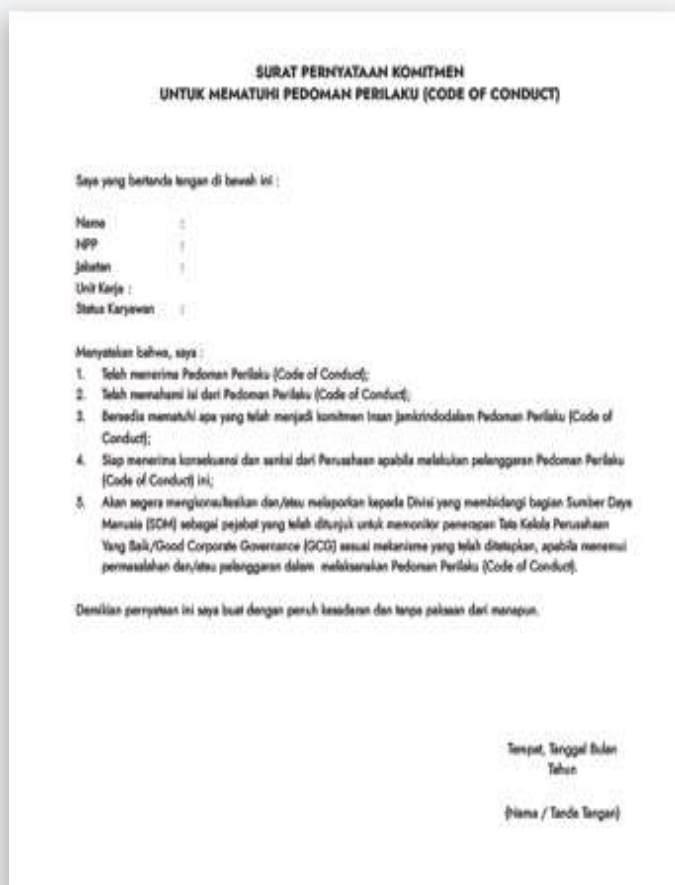 SURAT PERNYATAAN KOMITMEN
UNTUK MEMATUHI PEDOMAN PERILAKU (CODE OF CONDUCT)
Saya yang bertanda tangan di bawah ini :
Nama :
NPP :
Jabatan :
Unit Kerja :
Status Karyawan :
Menyatakan bahwa, saya :
1. Telah menerima Pedoman Perilaku (Code of Conduct);
2. Telah memahami isi dari Pedoman Perilaku (Code of Conduct);
3. Bersedia mematuhi apa yang telah menjadi komitmen Insan Jamkrindodalam Pedoman Perilaku (Code of
Conduct);
4. Siap menerima konsekuensi dan sanksi dari Perusahaan apabila melakukan pelanggaran Pedoman Perilaku
(Code of Conduct) ini;
5. Akan segera mengkonsultasikan dan/atau melaporkan kepada Divisi yang membidangi bagian Sumber Daya
Manusia (SDM) sebagai pejabat yang telah ditunjuk untuk memonitor penerapan Tata Kelola Perusahaan
Yang Baik/Good Corporate Governance (GCG) sesuai mekanisme yang telah ditetapkan, apabila menemui
permasalahan dan/atau pelanggaran dalam melaksanakan Pedoman Perilaku (Code of Conduct).
Demikian pernyataan ini saya buat dengan penuh kesadaran dan tanpa paksaan dari manapun.
Tempat, Tanggal Bulan
Tahun
(Nama / Tanda Tangan)